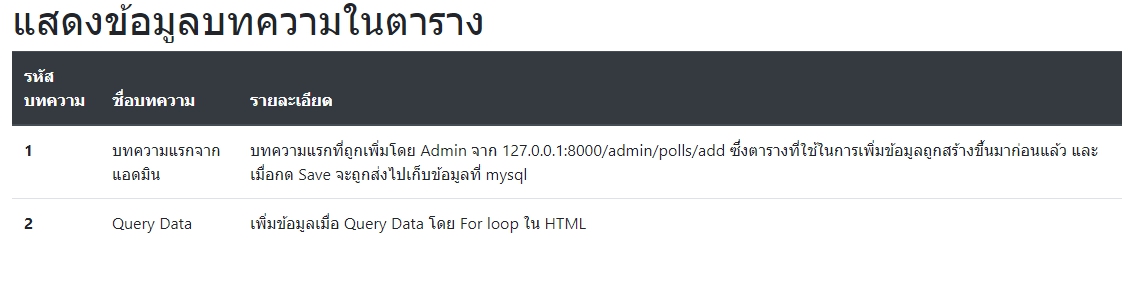 แสดงข้อมูลบทความในตาราง
รหัส
บทความ ชื่อบทความ รายละเอียด
1 บทความแรกจาก บทความแรกที่ถูกเพิ่มโดย Admin จาก 127.0.0.1:8000/admin/polls/add ซึ่งตารางที่ใช้ในการเพิ่มข้อมูลถูกสร้างขึ้นมาก่อนแล้ว และ
แอดมิน เมื่อกด Save จะถูกส่งไปเก็บข้อมูลที่ mysql
2 Query Data เพิ่มข้อมูลเมื่อ Query Data โดย For loop ใน HTML